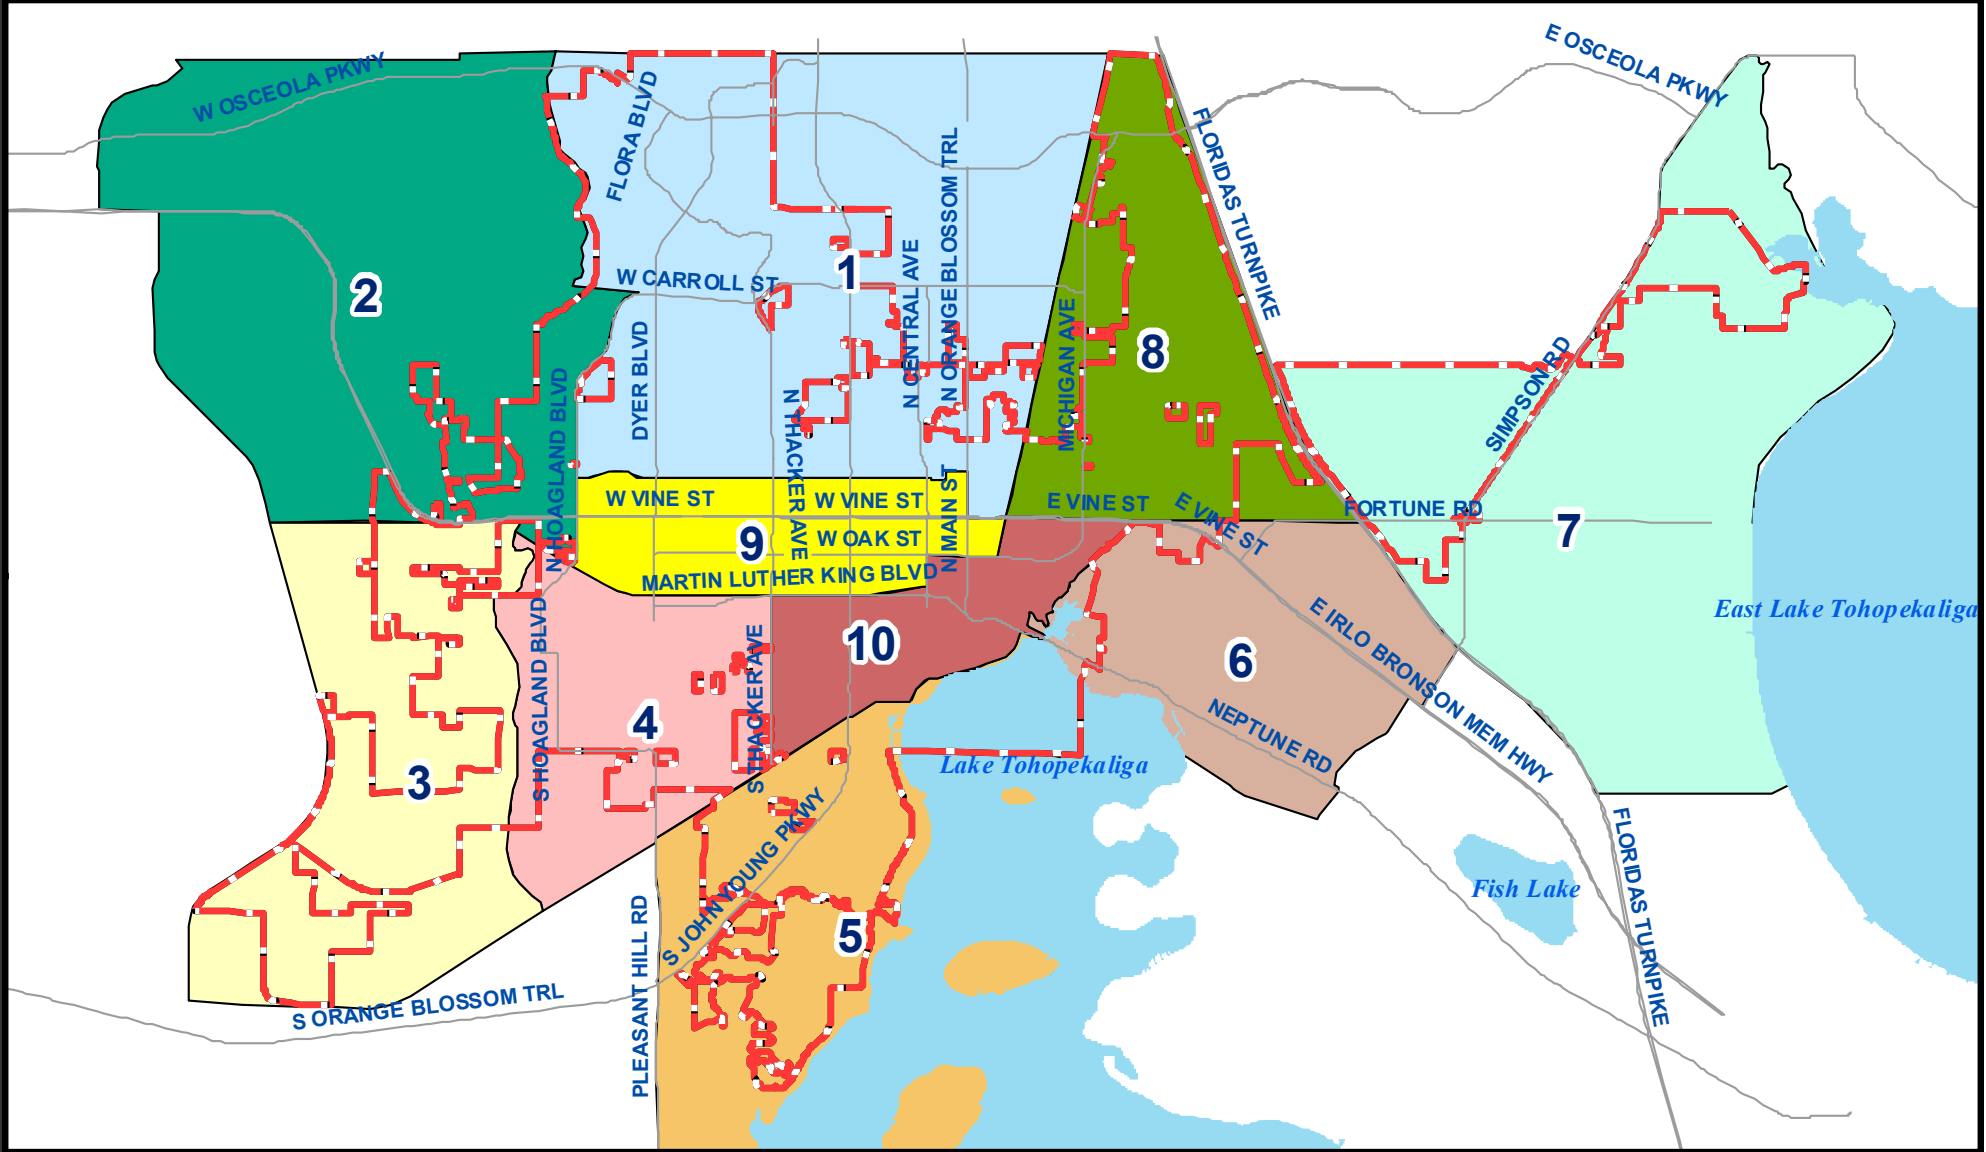 E OSCEOLA PKWY
W OSCEOLA PKWY
FLORA BLVD
FLORIDAS TURNPIKE
N ORANGE BLOSSOM TRL
N CENTRAL AVE
W CARROLL ST
1
2
MICHIGAN AVE
8
DYER BLVD
N HOAGLAND BLVD
N THACKER AVE
SIMPSON RD
W VINE ST
W VINE ST
E VINE ST
E VINE ST
FORTUNE RD
7
N MAIN ST
9
W OAK ST
MARTIN LUTHER KING BLVD
East Lake Tohopekaliga
E IRLO BRONSON MEM HWY
10
6
S HOAGLAND BLVD
S THACKER AVE
4
NEPTUNE RD
3
Lake Tohopekaliga
S JOHN YOUNG PKWY
FLORIDAS TURNPIKE
Fish Lake
5
PLEASANT HILL RD
S ORANGE BLOSSOM TRL